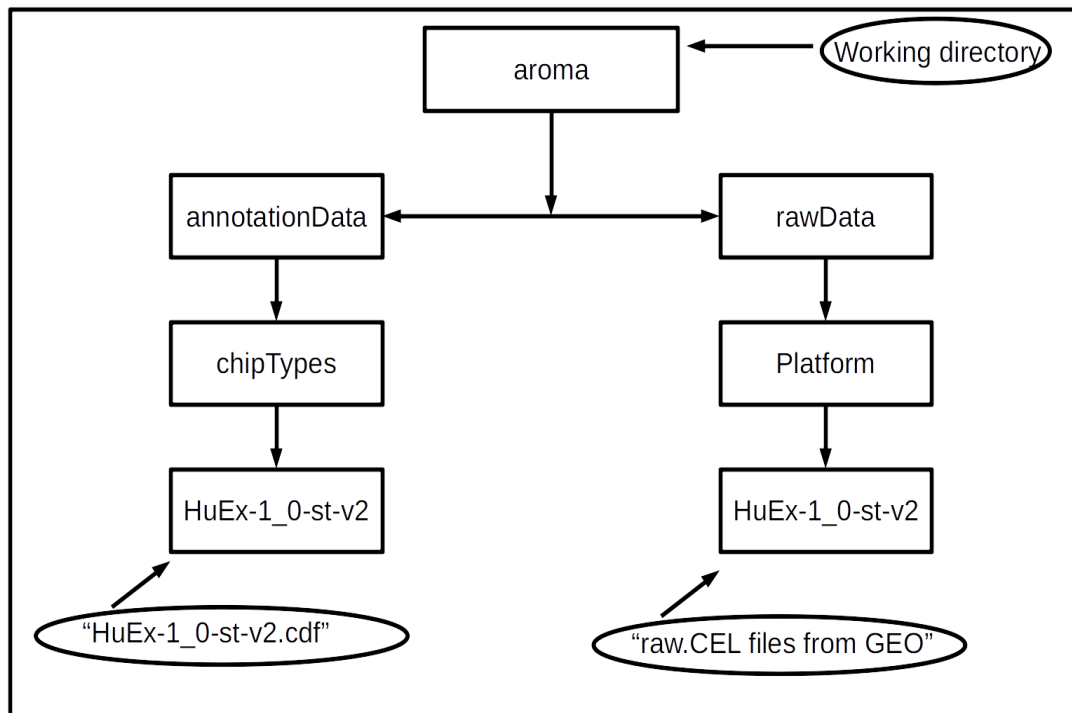 aroma
Working directory
annotationData
rawData
chipTypes
Platform
HuEx-1_0-st-v2
HuEx-1_0-st-v2
“HuEx-1_0-st-v2.cdf”
“raw.CEL files from GEO”